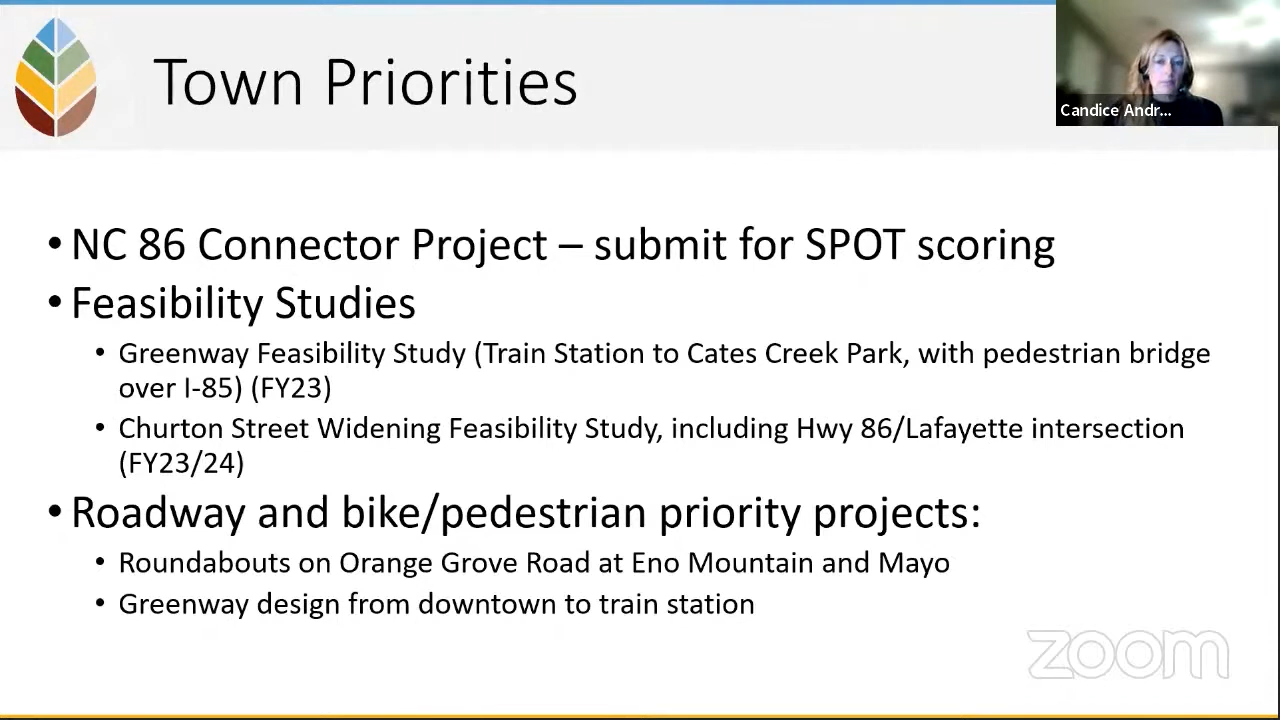 Town Priorities
Candice Andr...
• NC 86 Connector Project – submit for SPOT scoring
• Feasibility Studies
• Greenway Feasibility Study (Train Station to Cates Creek Park, with pedestrian bridge
over I-85) (FY23)
• Churton Street Widening Feasibility Study, including Hwy 86/Lafayette intersection
(FY23/24)
• Roadway and bike/pedestrian priority projects:
• Roundabouts on Orange Grove Road at Eno Mountain and Mayo
• Greenway design from downtown to train station
zoom